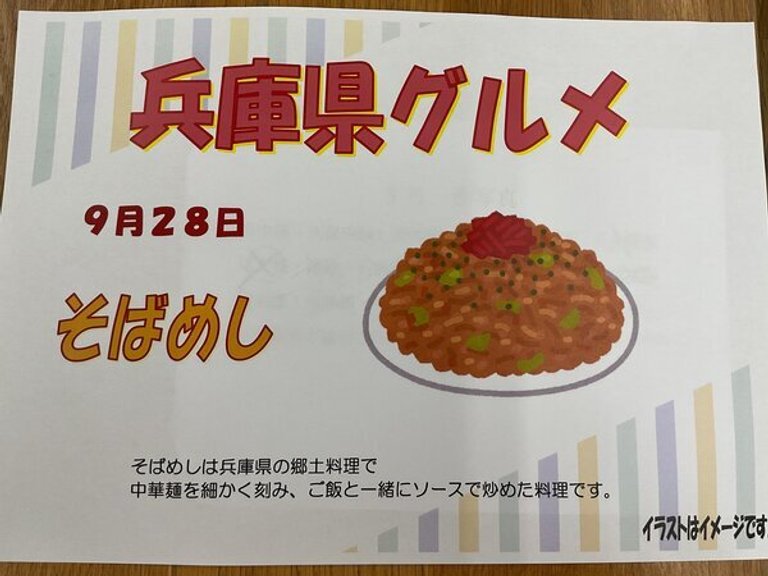 兵庫県グルメ
9月28日
そばめし
そばめしは兵庫県の郷土料理で
中華麺を細かく刻み、ご飯と一緒にソースで炒めた料理です。
イラストはイメージです